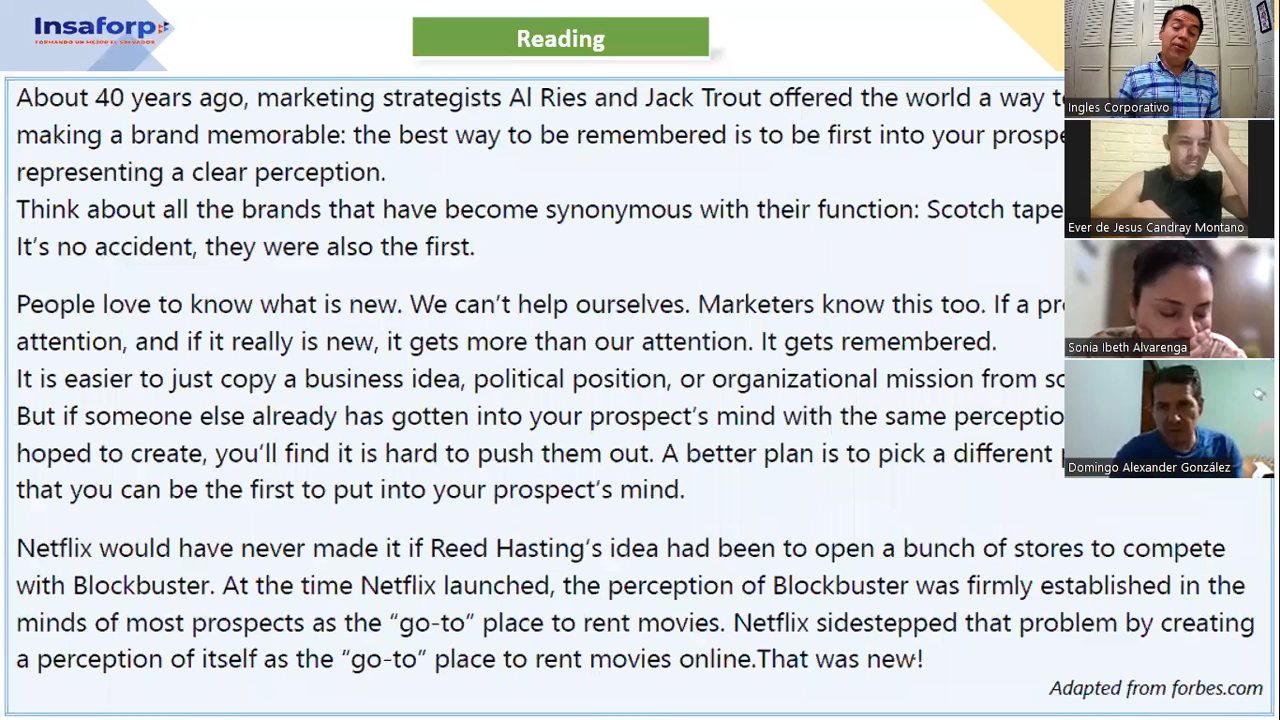 Insaforp
FORMANDO UN MEJOR EL SALVADOR
Reading
About 40 years ago, marketing strategists Al Ries and Jack Trout offered the world a way
making a brand memorable: the best way to be remembered is to be first into your
representing a clear perception.
Think about all the brands that have become synonymous with their function: Scotch tape
It's no accident, they were also the first.
People love to know what is new. We can't help ourselves. Marketers know this too. If a
attention, and if it really is new, it gets more than our attention. It gets remembered.
It is easier to just copy a business idea, political position, or organizational mission from
But if someone else already has gotten into your prospect's mind with the same
hoped to create, you'll find it is hard to push them out. A better plan is to pick a different
that you can be the first to put into your prospect's mind.
Netflix would have never made it if Reed Hasting's idea had been to open a bunch of stores to compete
with Blockbuster. At the time Netflix launched, the perception of Blockbuster was firmly established in the
minds of most prospects as the "go-to" place to rent movies. Netflix sidestepped that problem by creating
a perception of itself as the "go-to" place to rent movies online.That was new!
Adapted from forbes.com
Ingles Corporativo
Ever de Jesus Candray Montano
Sonia Ibeth Alvarenga
Domingo Alexander González